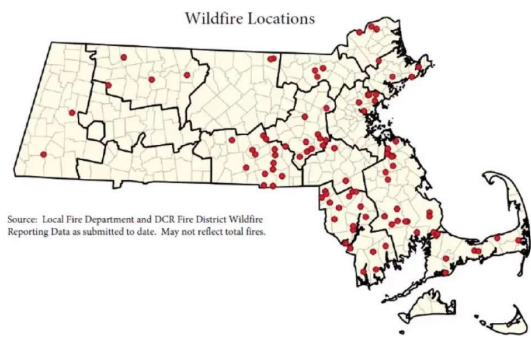 Wildfire Locations
Source: Local Fire Department and DCR Fire District Wildfire
Reporting Data as submitted to date. May not reflect total fires.